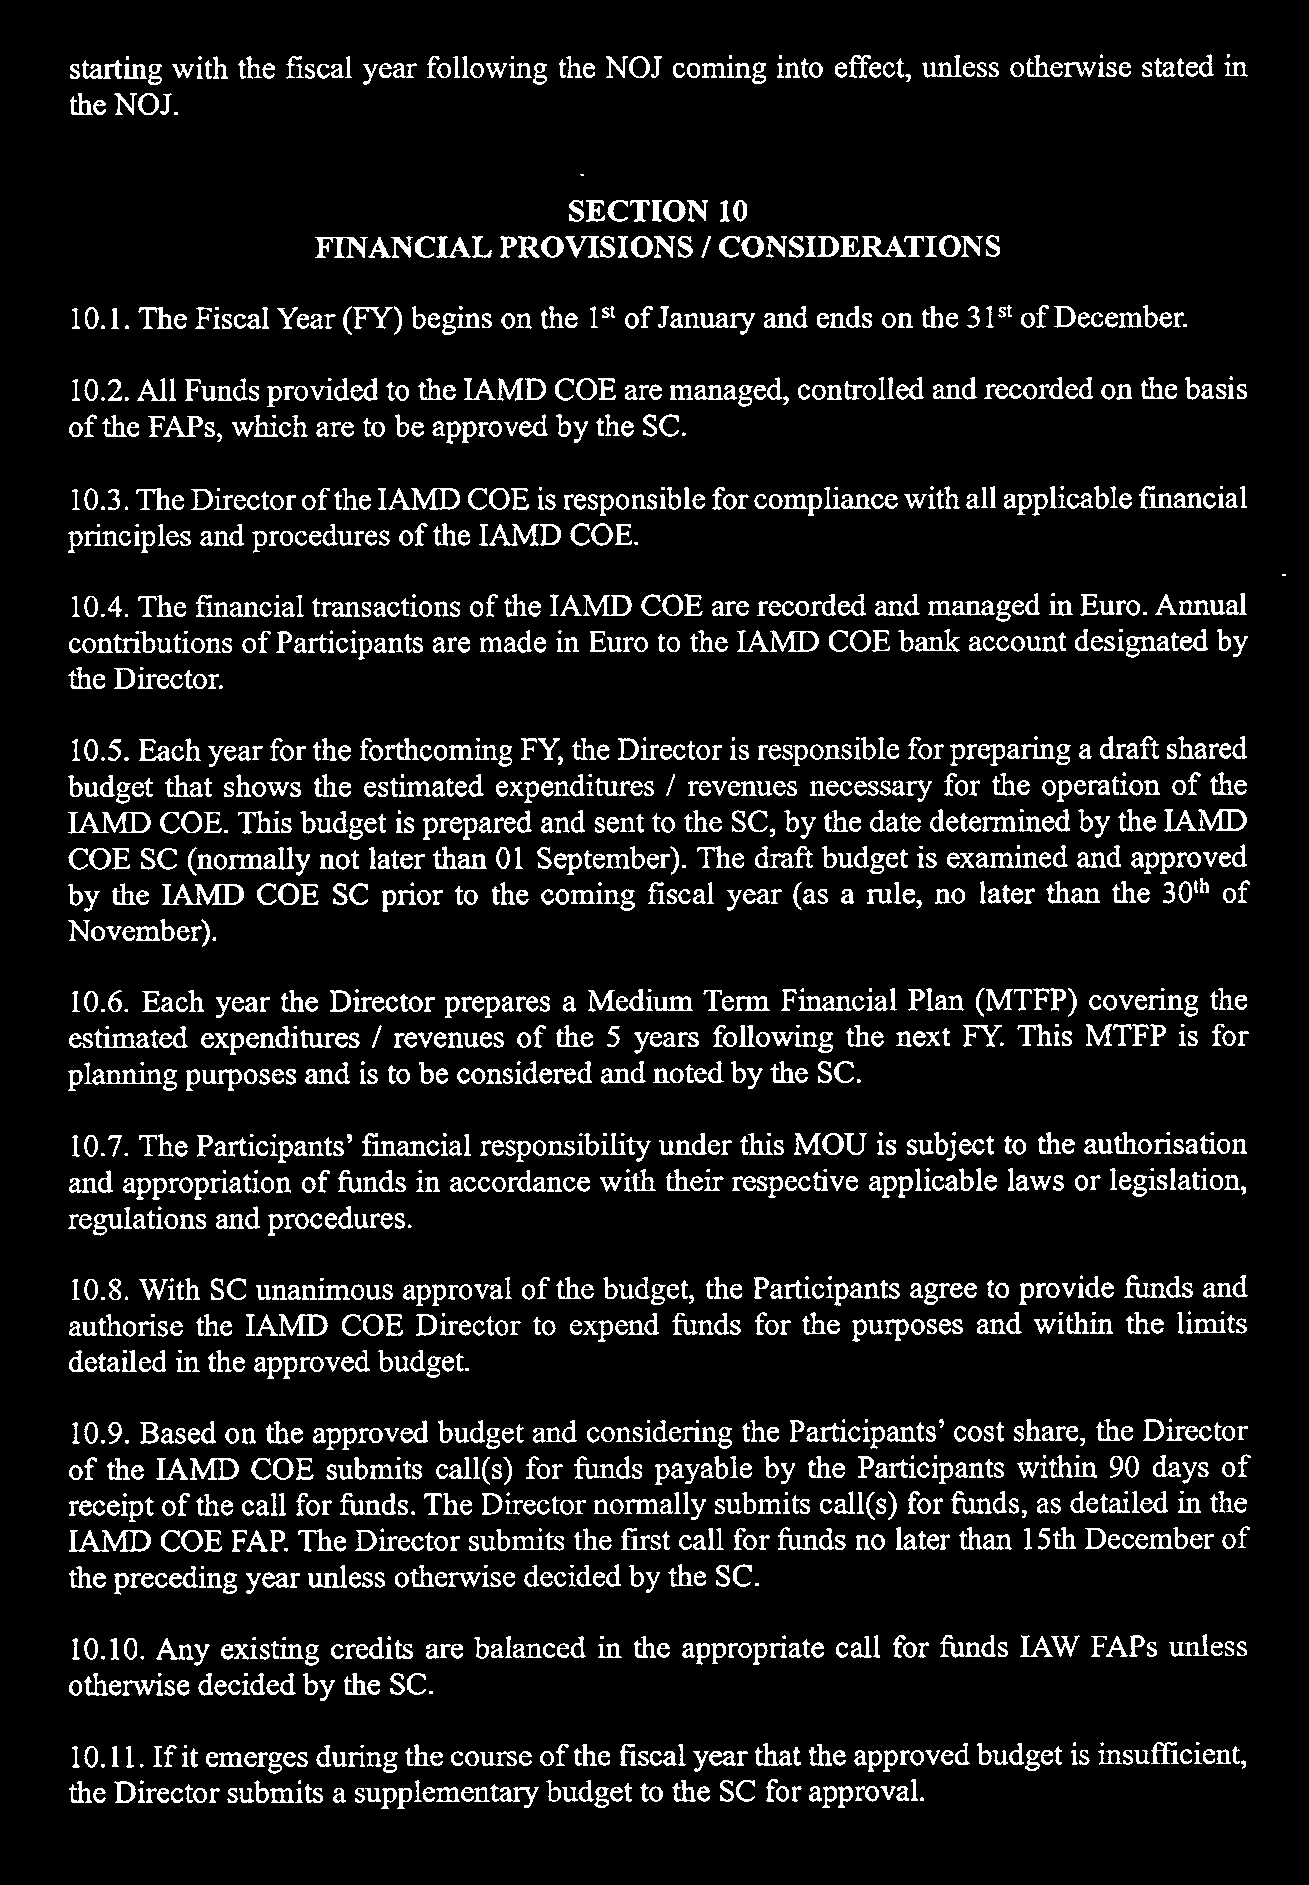 starting with the fiscal year following the NOJ coming into effect, unless otherwise stated in
the NOJ.
SECTION 10
FINANCIAL PROVISIONS / CONSIDERATIONS
10.1. The Fiscal Year (FY) begins on the 1st of January and ends on the 31st of December.
10.2. All Funds provided to the IAMD COE are managed, controlled and recorded on the basis
of the FAPs, which are to be approved by the SC.
10.3. The Director of the IAMD COE is responsible for compliance with all applicable financial
principles and procedures of the IAMD COE.
10.4. The financial transactions of the IAMD COE are recorded and managed in Euro. Annual
contributions of Participants are made in Euro to the IAMD COE bank account designated by
the Director.
10.5. Each year for the forthcoming FY, the Director is responsible for preparing a draft shared
budget that shows the estimated expenditures / revenues necessary for the operation of the
IAMD COE. This budget is prepared and sent to the SC, by the date determined by the IAMD
COE SC (normally not later than 01 September). The draft budget is examined and approved
by the IAMD COE SC prior to the coming fiscal year (as a rule, no later than the 30th of
November).
10.6. Each year the Director prepares a Medium Term Financial Plan (MTFP) covering the
estimated expenditures / revenues of the 5 years following the next FY. This MTFP is for
planning purposes and is to be considered and noted by the SC.
10.7. The Participants’ financial responsibility under this MOU is subject to the authorisation
and appropriation of funds in accordance with their respective applicable laws or legislation,
regulations and procedures.
10.8. With SC unanimous approval of the budget, the Participants agree to provide funds and
authorise the IAMD COE Director to expend funds for the purposes and within the limits
detailed in the approved budget.
10.9. Based on the approved budget and considering the Participants’ cost share, the Director
of the IAMD COE submits call(s) for funds payable by the Participants within 90 days of
receipt of the call for funds. The Director normally submits call(s) for funds, as detailed in the
IAMD COE FAP. The Director submits the first call for funds no later than 15th December of
the preceding year unless otherwise decided by the SC.
10.10. Any existing credits are balanced in the appropriate call for funds IAW FAPs unless
otherwise decided by the SC.
10.11. If it emerges during the course of the fiscal year that the approved budget is insufficient,
the Director submits a supplementary budget to the SC for approval.